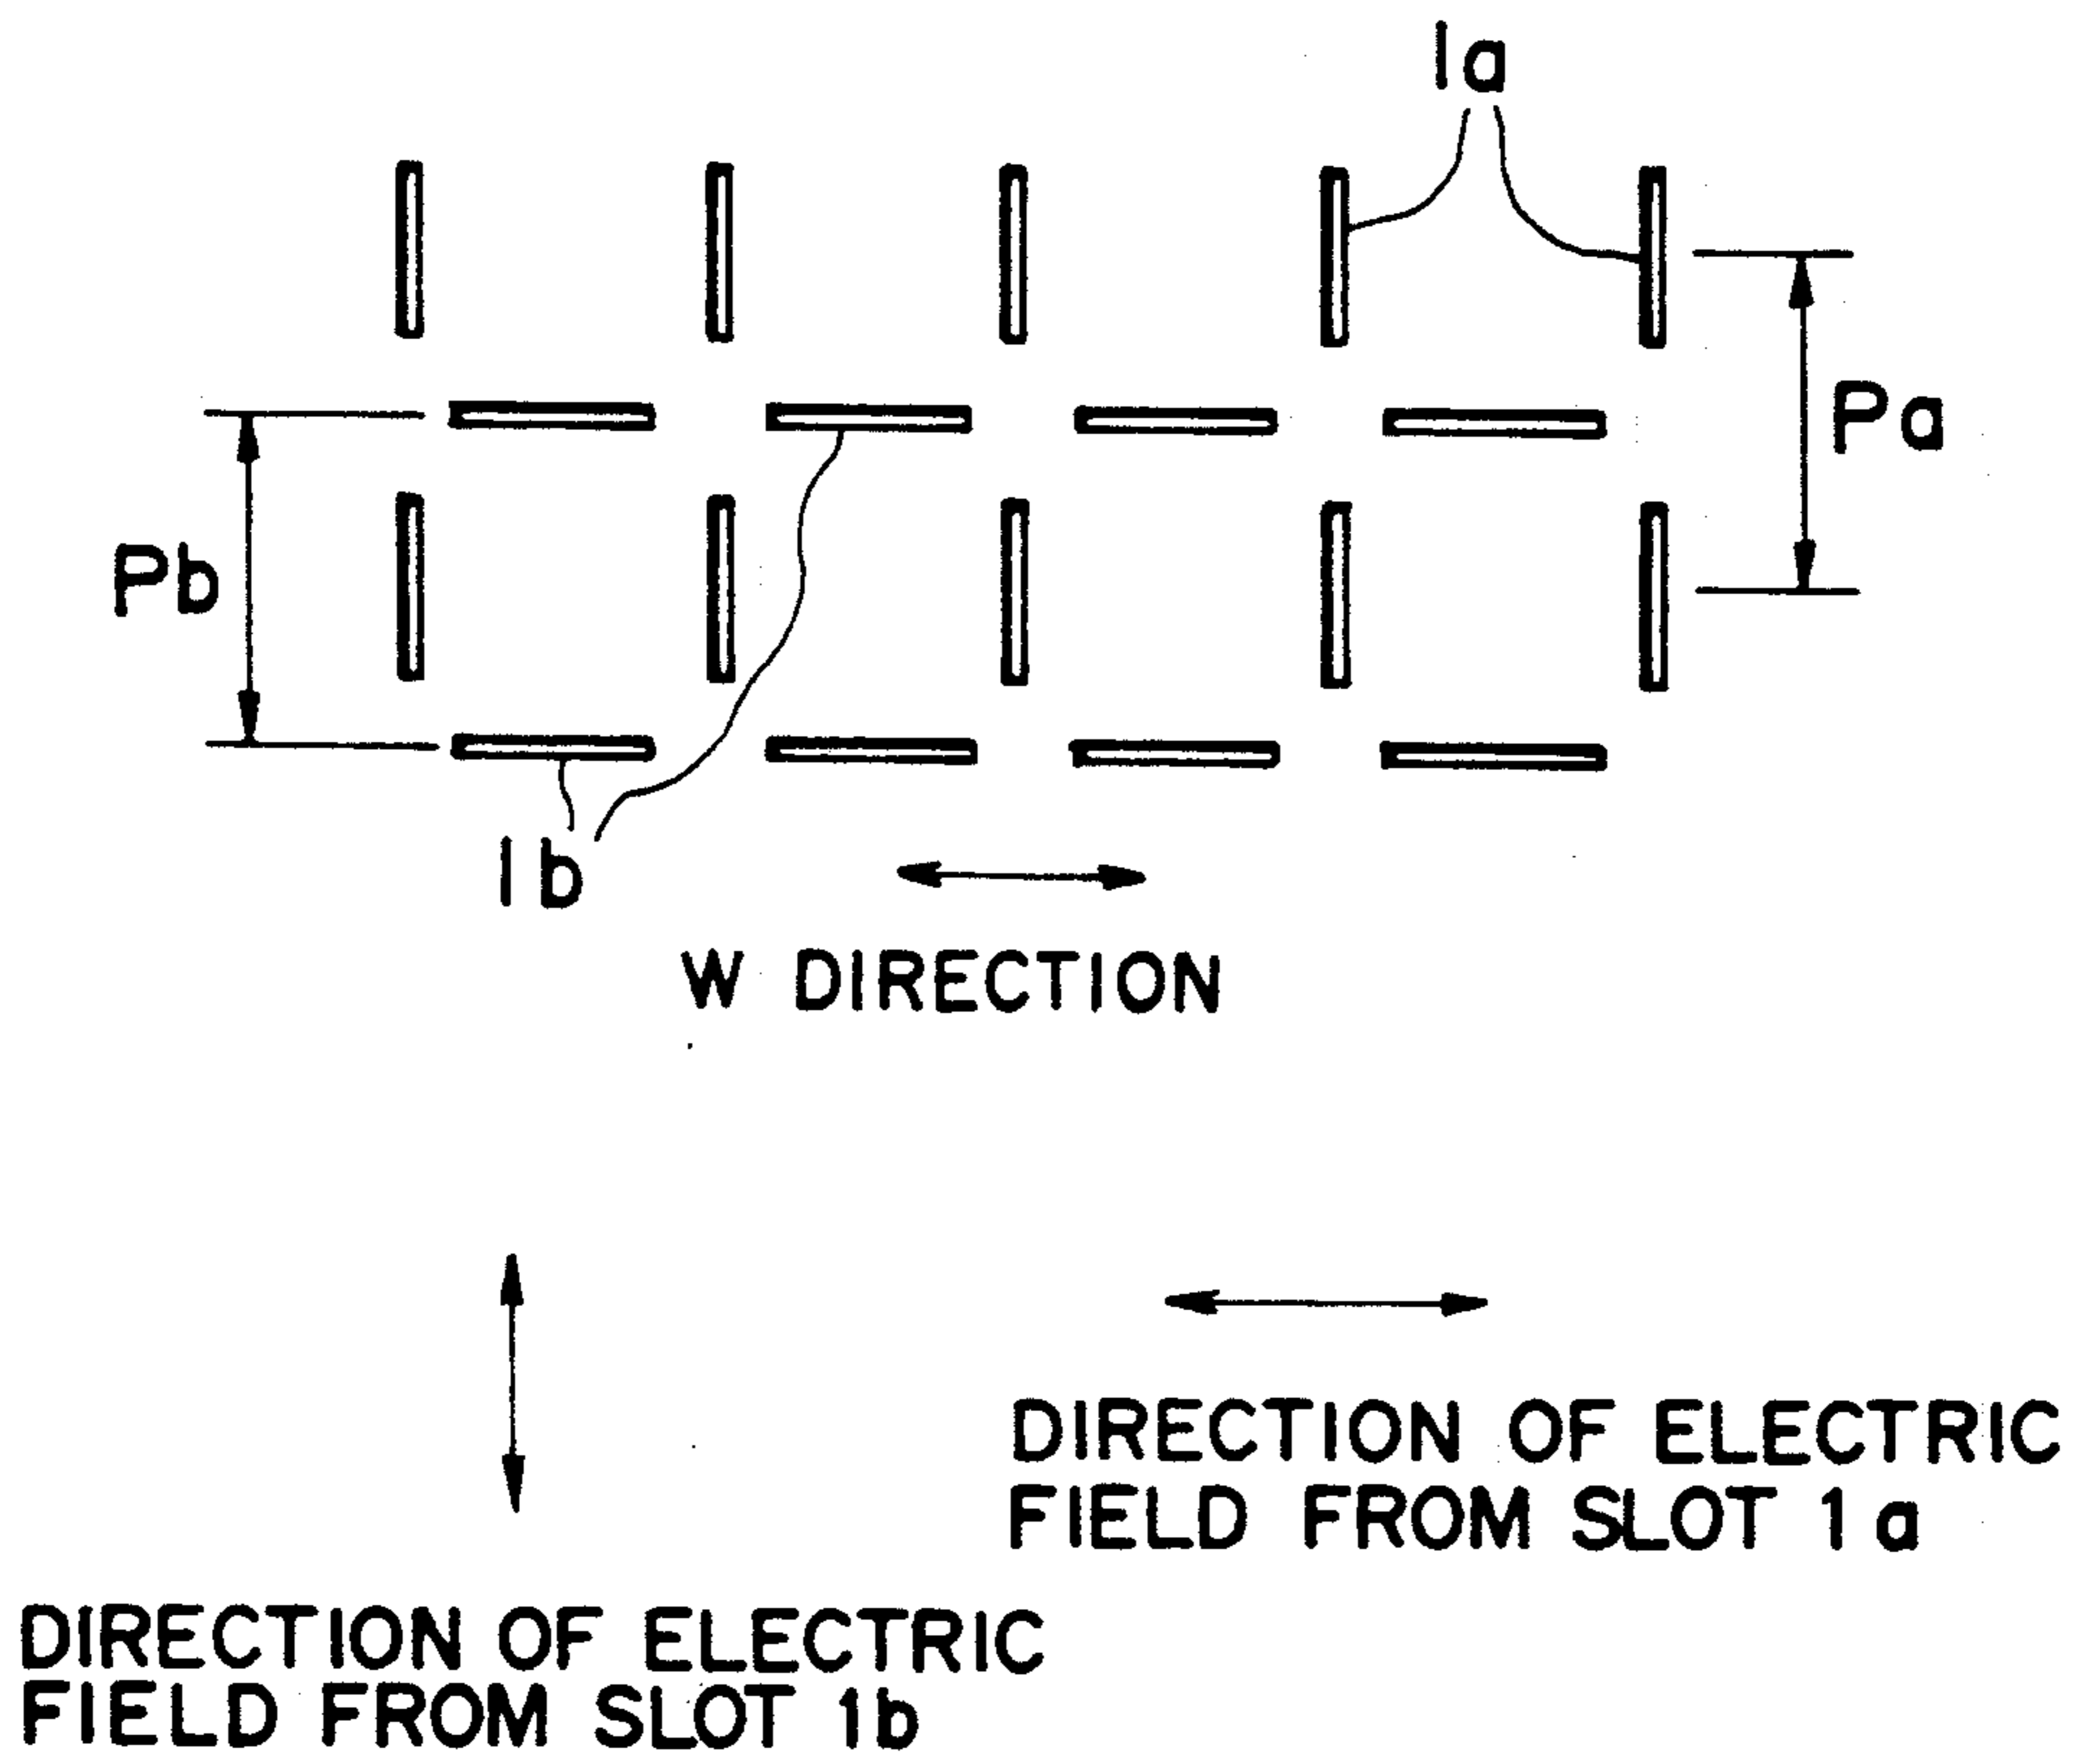 1a
Pa
Pb
1b
W DIRECTION
DIRECTION OF ELECTRIC
FIELD FROM SLOT 1a
DIRECTION OF ELECTRIC
FIELD FROM SLOT 1b